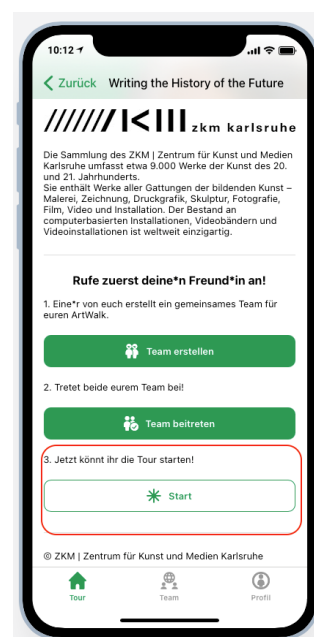 10:12
Zurück Writing the History of the Future
zkm karlsruhe
Die Sammlung des ZKM | Zentrum für Kunst und Medien
Karlsruhe umfasst etwa 9.000 Werke der Kunst des 20.
und 21. Jahrhunderts.
Sie enthält Werke aller Gattungen der bildenden Kunst –
Malerei, Zeichnung, Druckgrafik, Skulptur, Fotografie,
Film, Video und Installation. Der Bestand an
computerbasierten Installationen, Videobändern und
Videoinstallationen ist weltweit einzigartig.
Rufe zuerst deine*n Freund*in an!
1. Eine*r von euch erstellt ein gemeinsames Team für
euren ArtWalk.
Team erstellen
2. Tretet beide eurem Team bei!
Team beitreten
3. Jetzt könnt ihr die Tour starten!
Start
© ZKM | Zentrum für Kunst und Medien Karlsruhe
Tour Team Profil